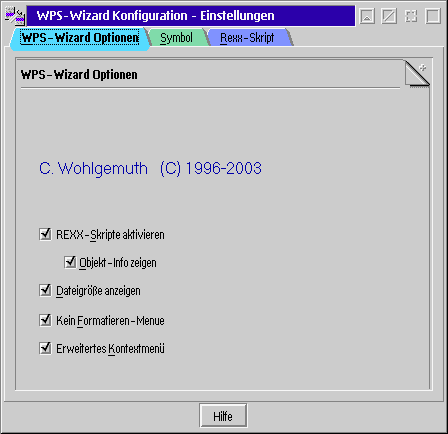 WPS-Wizard Konfiguration - Einstellungen
WPS-Wizard Optionen Symbol Rexx-Skript
WPS-Wizard Optionen
C. Wohlgemuth (C) 1996-2003
REXX-Skripte aktivieren
Objekt-Info zeigen
Dateigröße anzeigen
Kein Formatieren-Menue
Erweitertes Kontextmenü
Hilfe